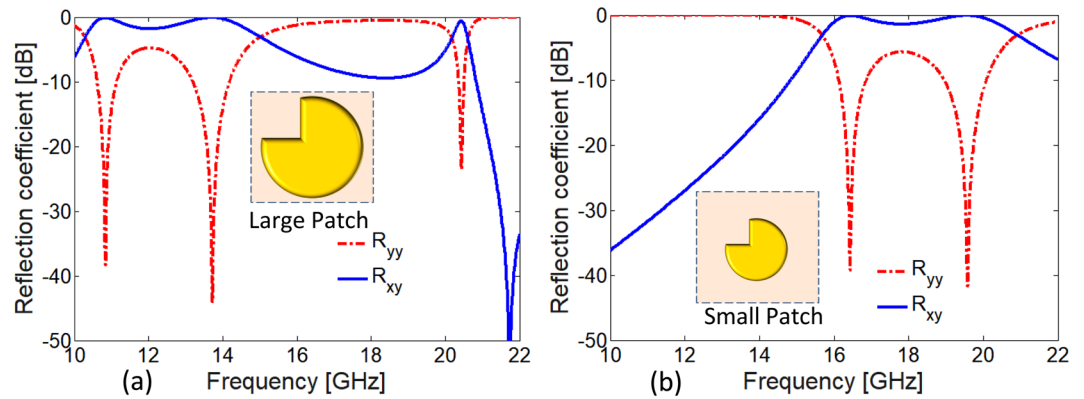 Reflection coefficient [dB]
0
-10
-20
-30
-40
-50
10
12
14
16
18
20
22
Large Patch
Ryy
Rxy
(a)
Frequency [GHz]
Reflection coefficient [dB]
0
-10
-20
-30
-40
-50
10
12
14
16
18
20
22
Small Patch
Ryy
Rxy
(b)
Frequency [GHz]